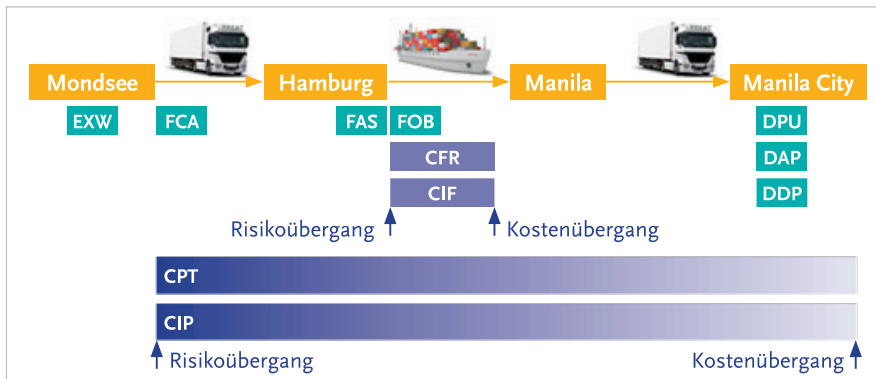 Mondsee Hamburg Manila Manila City
EXW FCA FAS FOB DPU
CFR DAP
CIF DDP
Risikoübergang Kostenübergang
CPT
CIP
Risikoübergang Kostenübergang